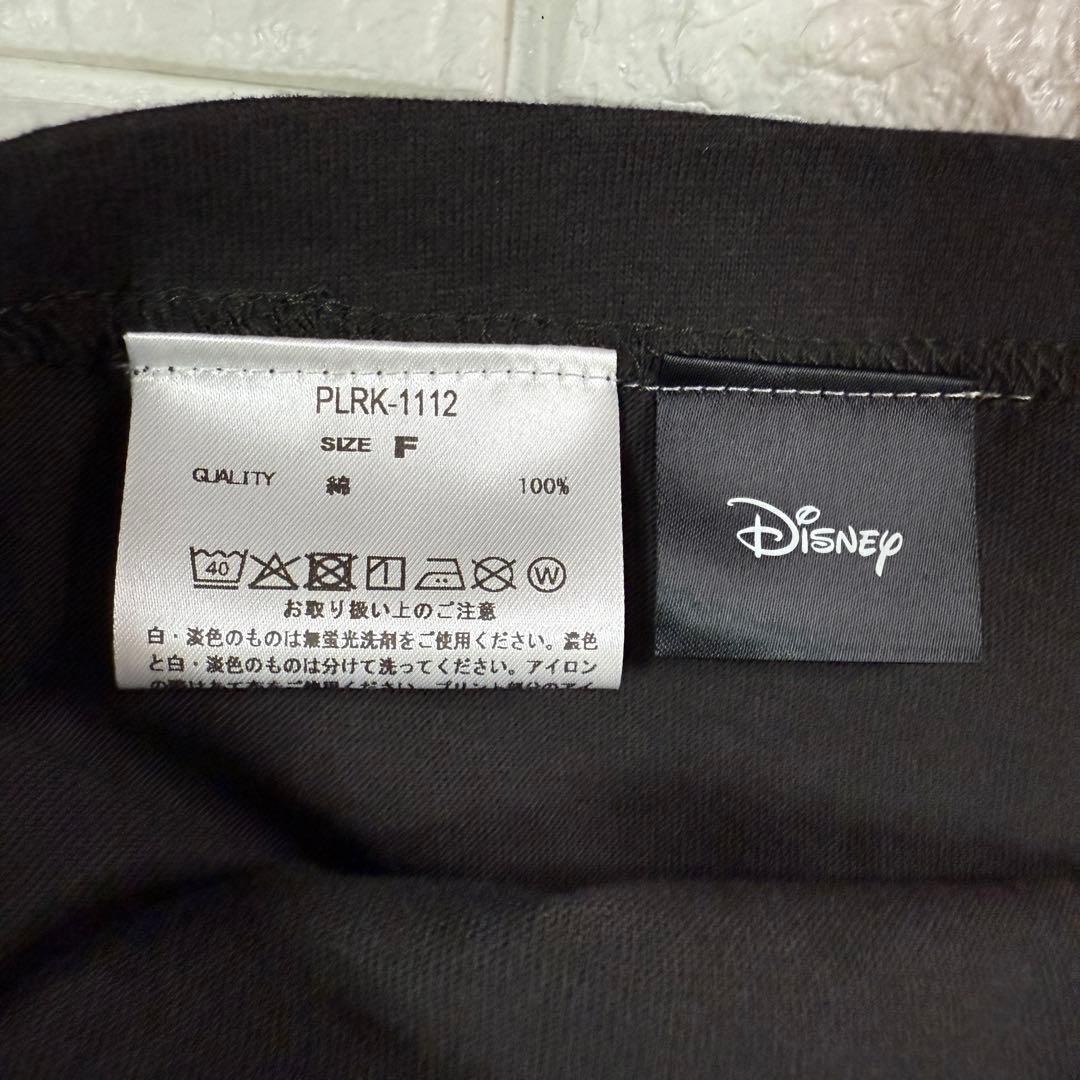 PLRK-1112
SIZE F
QUALITY 綿 100%
40 W
お取り扱い上のご注意
白・淡色のものは無蛍光洗剤をご使用ください。濃色
と白・淡色のものは分けて洗ってください。アイロン
Disney